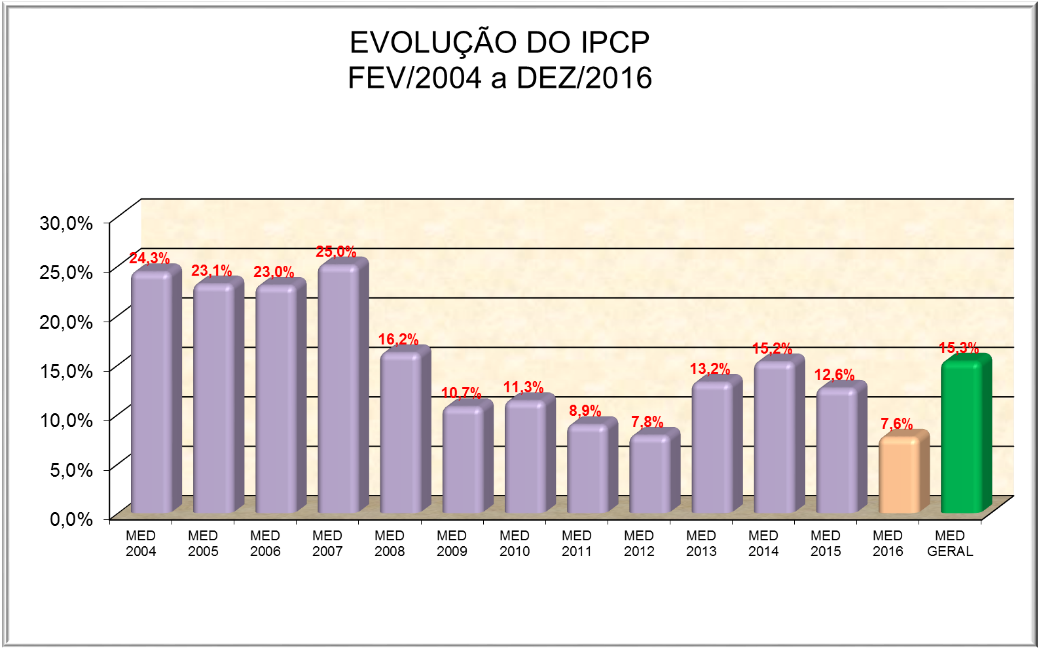 EVOLUÇÃO DO IPCP
FEV/2004 a DEZ/2016
30,0%
25,0%
20,0%
15,0%
10,0%
5,0%
0,0%
24,3%
23,1%
23,0%
25,0%
16,2%
10,7%
11,3%
8,9%
7,8%
13,2%
15,2%
12,6%
7,6%
15,3%
MED
2004
MED
2005
MED
2006
MED
2007
MED
2008
MED
2009
MED
2010
MED
2011
MED
2012
MED
2013
MED
2014
MED
2015
MED
2016
MED
GERAL